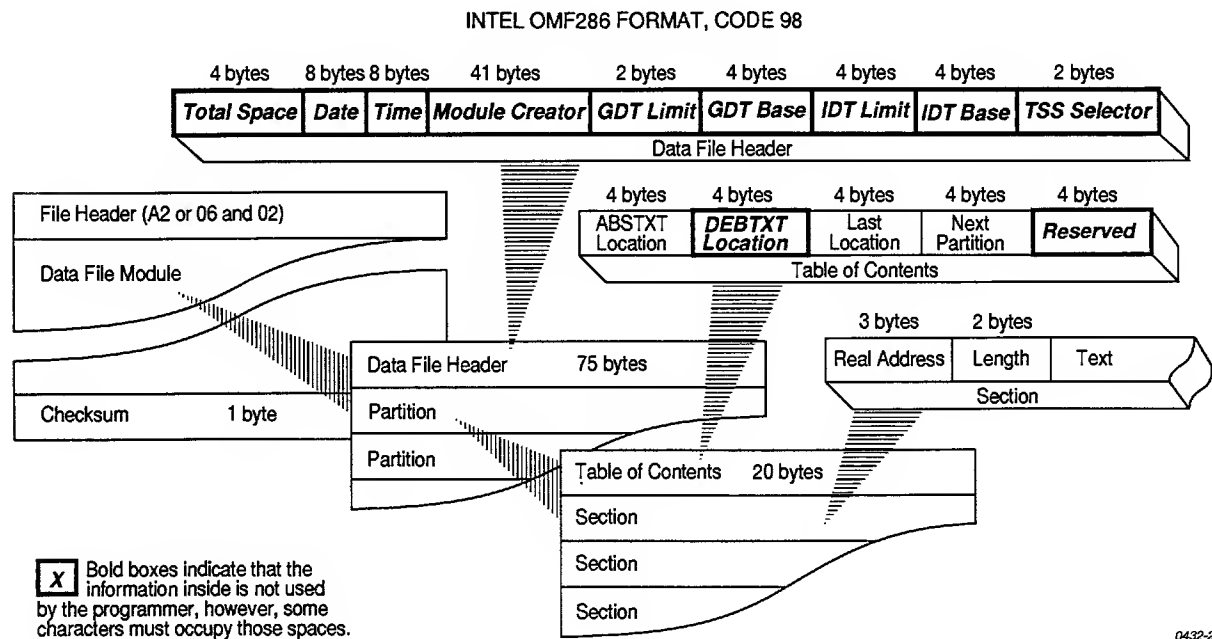 INTEL OMF286 FORMAT, CODE 98
4 bytes 8 bytes 8 bytes 41 bytes 2 bytes 4 bytes 4 bytes 4 bytes 2 bytes
Total Space Date Time Module Creator GDT Limit GDT Base IDT Limit IDT Base TSS Selector
Data File Header
File Header (A2 or 06 and 02)
Data File Module
Checksum 1 byte
4 bytes 4 bytes 4 bytes 4 bytes 4 bytes
ABSTXT Location
DEBTXT Location
Last Location
Next Partition
Reserved
Table of Contents
3 bytes 2 bytes
Real Address Length Text
Section
Data File Header 75 bytes
Partition
Partition
Table of Contents 20 bytes
Section
Section
Section
X Bold boxes indicate that the
information inside is not used
by the programmer, however, some
characters must occupy those spaces.
0432-2